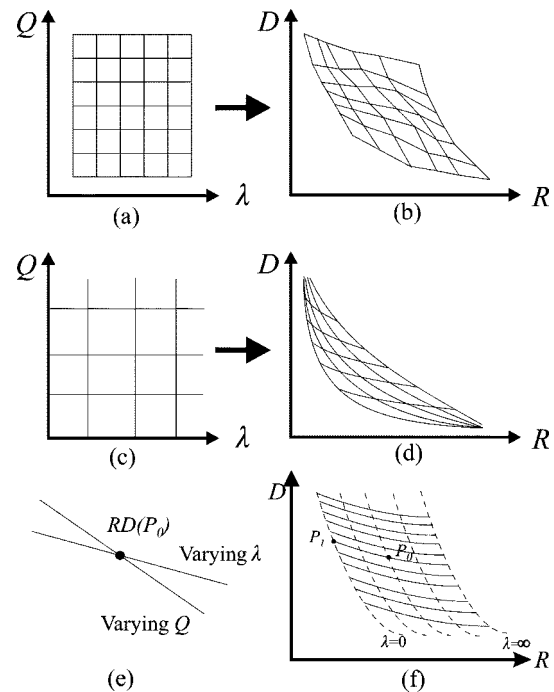 Q
λ
(a)
D
R
(b)
Q
λ
(c)
D
R
(d)
RD(P₀)
Varying λ
Varying Q
(e)
D
P₁
P₀
λ=0
λ=∞
R
(f)